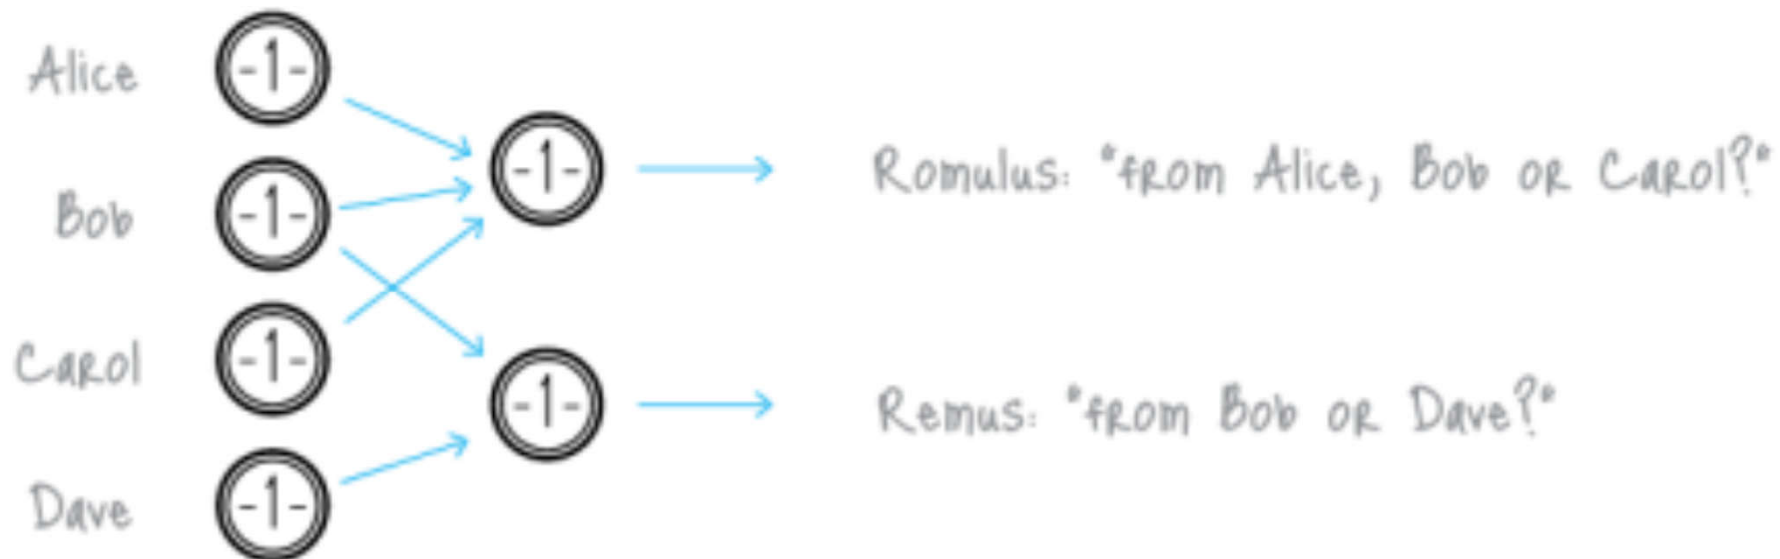 Alice
-1-
-1-
Romulus: "from Alice, Bob or Carol?"
Bob
-1-
Carol
-1-
-1-
Remus: "from Bob or Dave?"
Dave
-1-